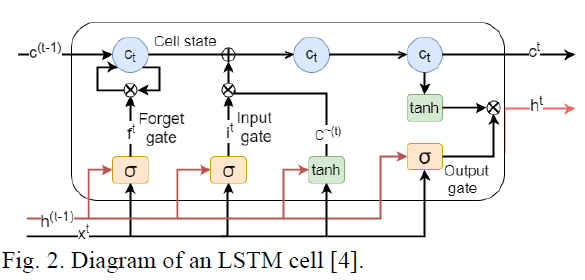 c(t-1)
Ct
Cell state
Ct
Ct
ct
tanh
ht
Forget
gate
ft
Input
gate
it
C~(t)
σ
σ
tanh
σ
Output
gate
h(t-1)
xt
Fig. 2. Diagram of an LSTM cell [4].